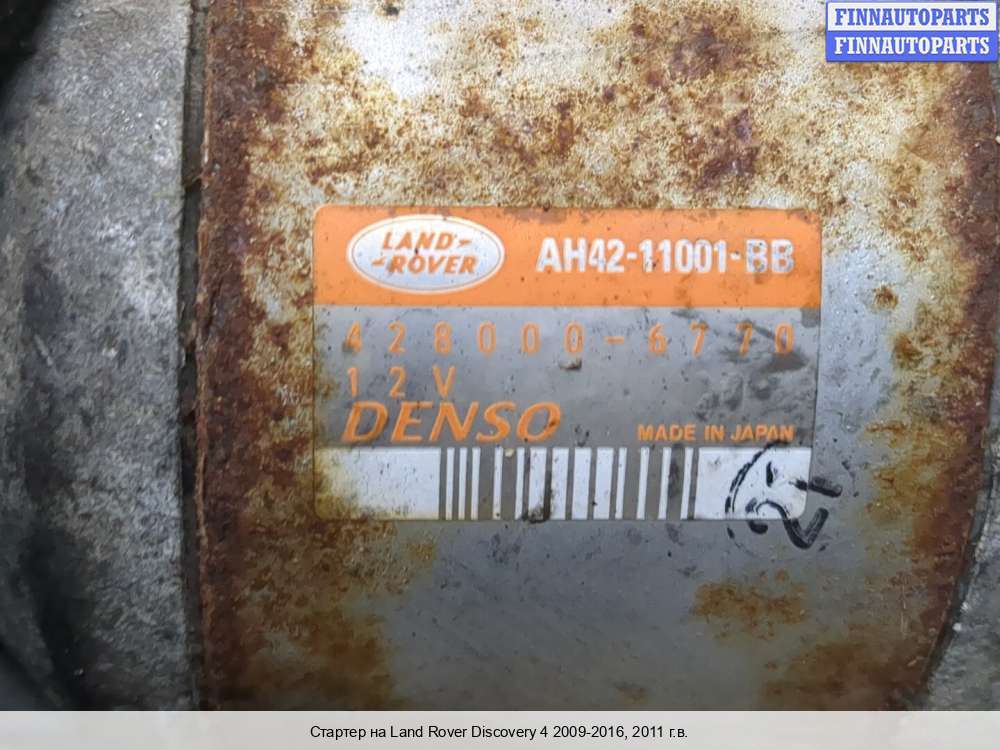 FINNAUTOPARTS
FINNAUTOPARTS
LAND-
-ROVER
AH42-11001-BB
428000-6770
12V
DENSO
MADE IN JAPAN
Стартер на Land Rover Discovery 4 2009-2016, 2011 г.в.